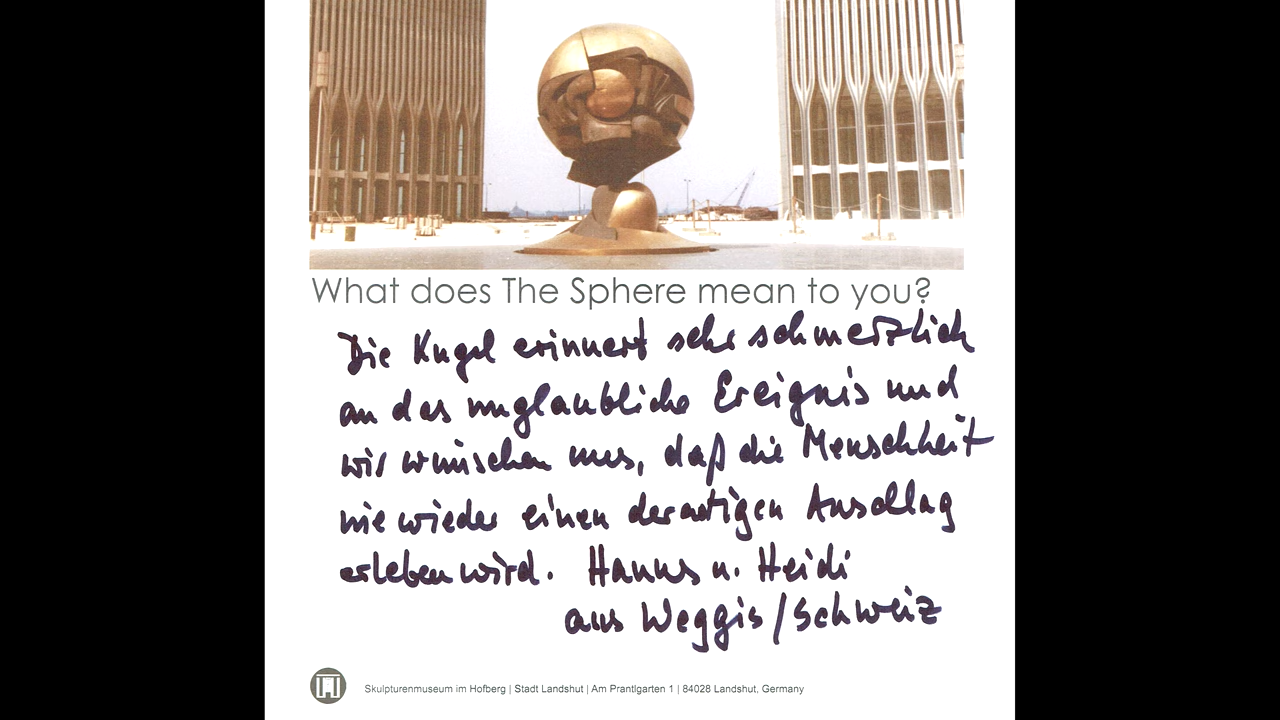 What does The Sphere mean to you?
Die Kugel erinnert sehr schmerzlich
an das unglaubliche Ereignis und
wir wünschen uns, daß die Menschheit
nie wieder einen derartigen Anschlag
erleben wird. Hanns u. Heidi
aus Weggis/Schweiz
Skulpturenmuseum im Hofberg | Stadt Landshut | Am Prantlgarten 1 | 84028 Landshut, Germany